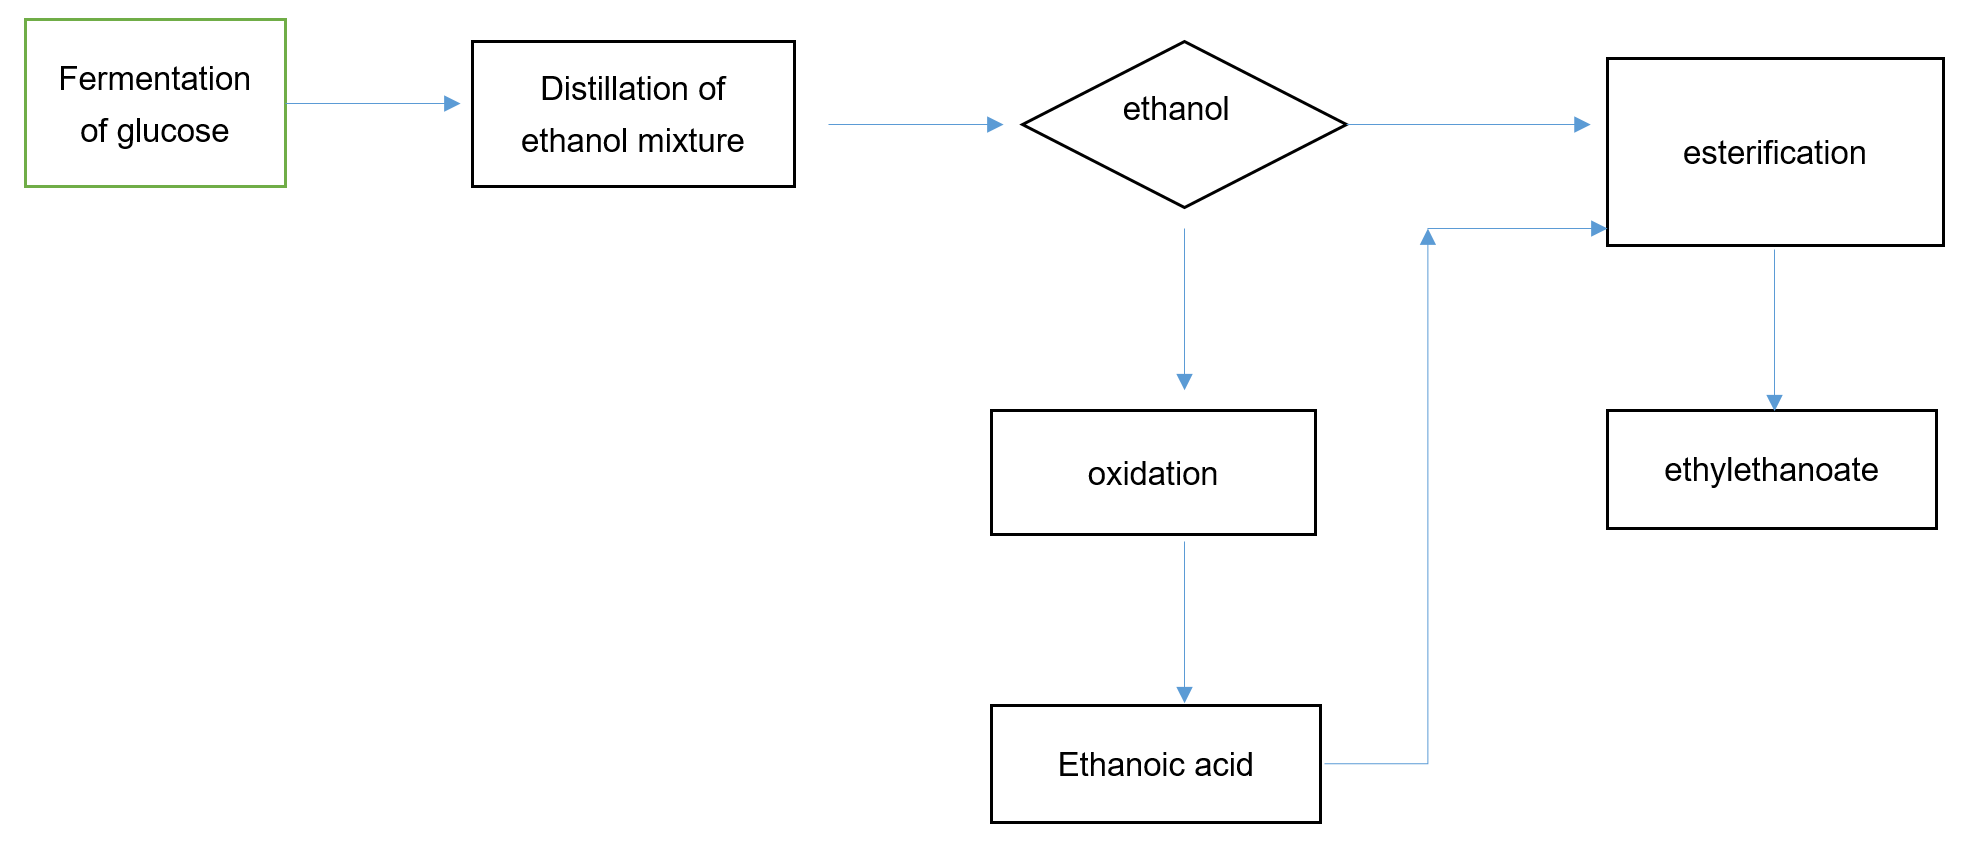 Fermentation
of glucose
Distillation of
ethanol mixture
ethanol
esterification
oxidation
ethylethanoate
Ethanoic acid